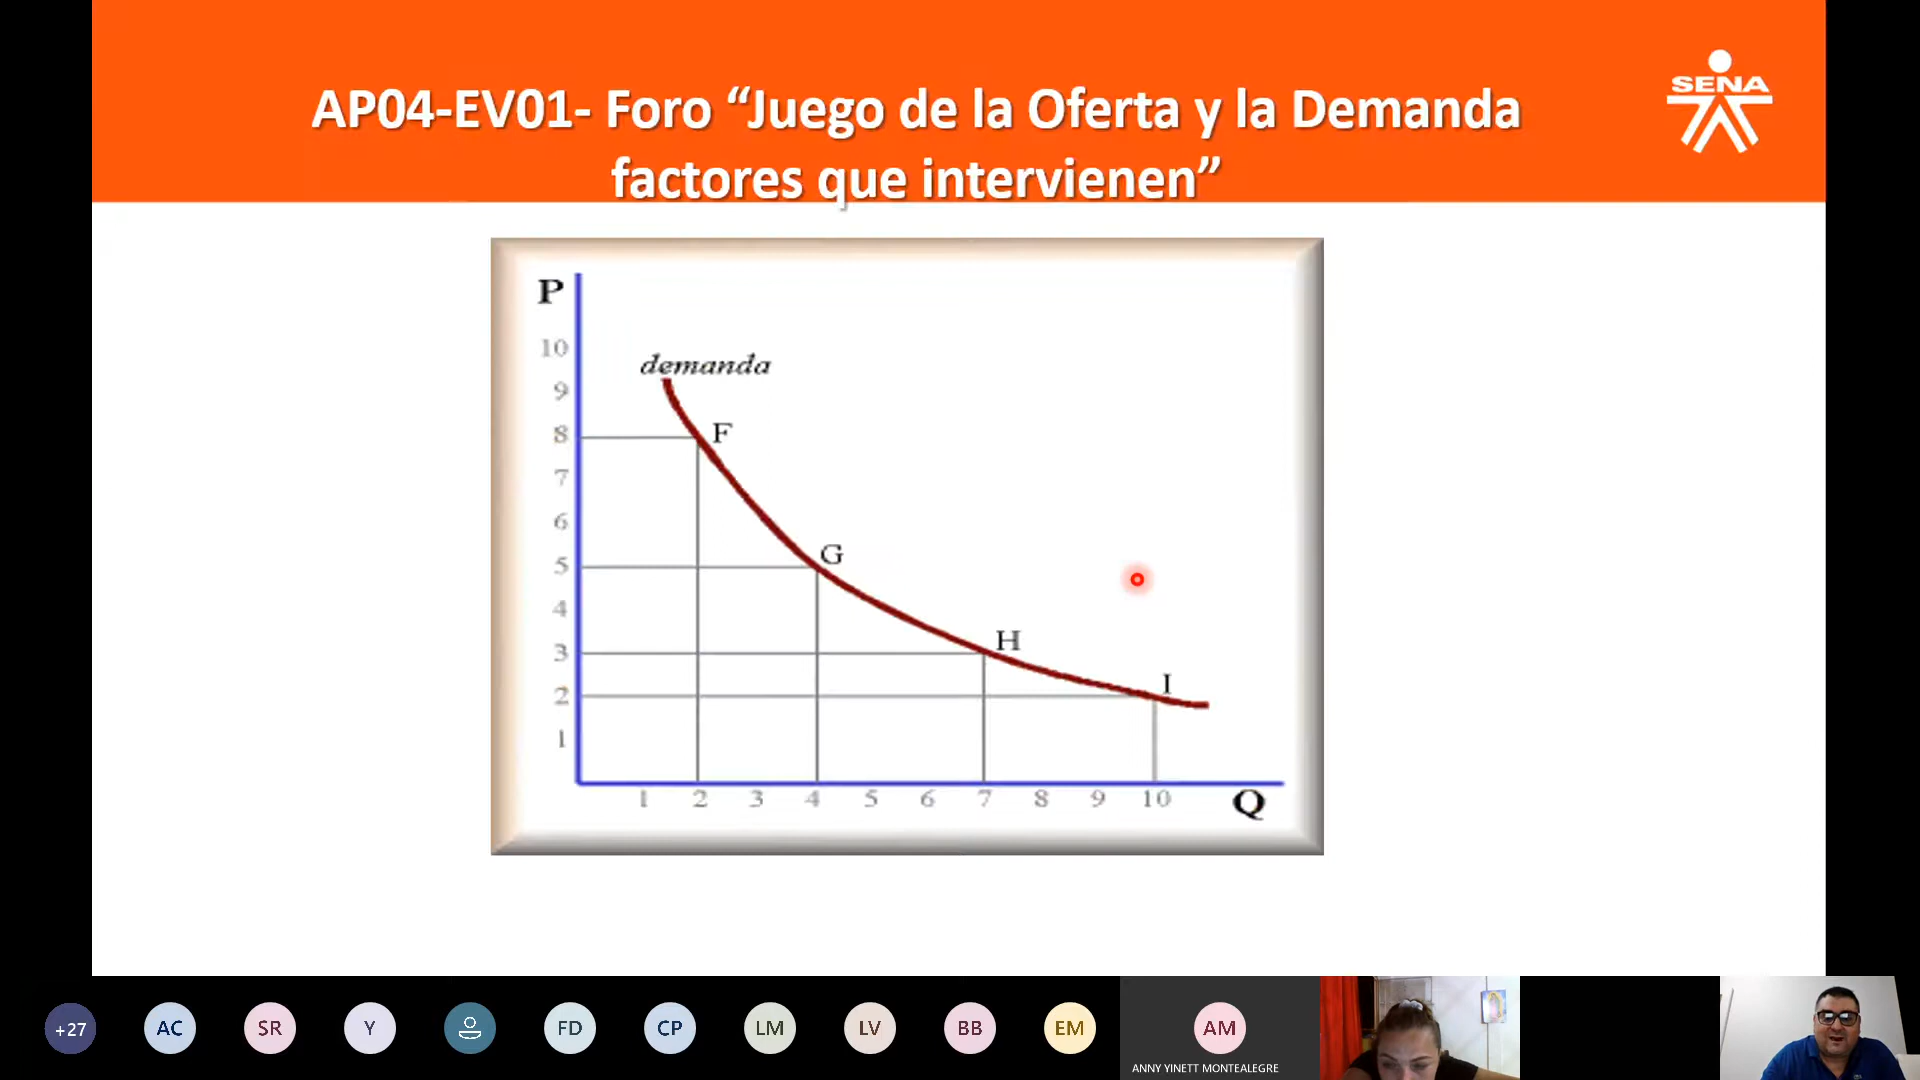 AP04-EV01- Foro “Juego de la Oferta y la Demanda
factores que intervienen”
SENA
P
10
demanda
9
8
F
7
6
G
5
4
H
3
I
2
1
1 2 3 4 5 6 7 8 9 10
Q
+27
AC
SR
Y
FD
CP
LM
LV
BB
EM
AM
ANNY YINETT MONTEALEGRE